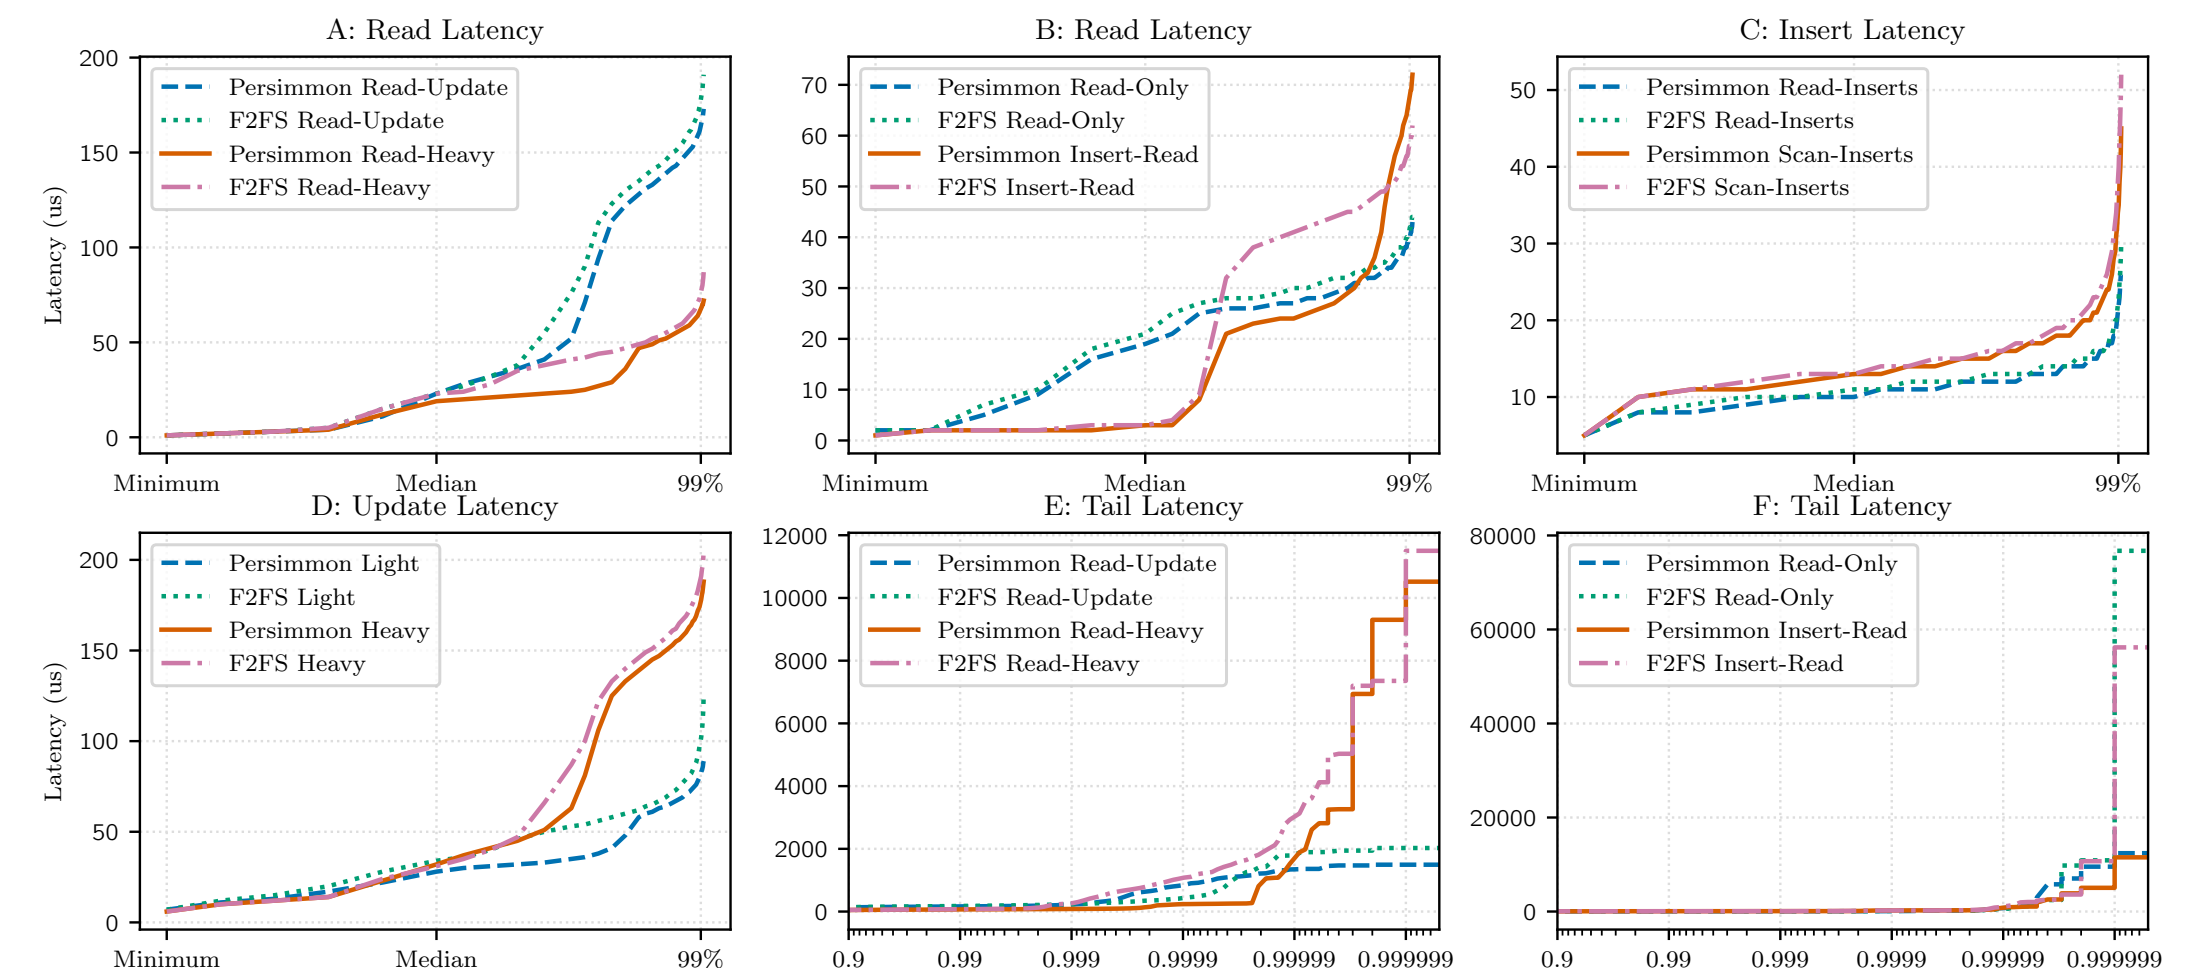 A: Read Latency
200
150
100
50
0
Latency (us)
Persimmon Read-Update
F2FS Read-Update
Persimmon Read-Heavy
F2FS Read-Heavy
Minimum
Median
99%
B: Read Latency
70
60
50
40
30
20
10
0
Persimmon Read-Only
F2FS Read-Only
Persimmon Insert-Read
F2FS Insert-Read
Minimum
Median
99%
C: Insert Latency
50
40
30
20
10
Persimmon Read-Inserts
F2FS Read-Inserts
Persimmon Scan-Inserts
F2FS Scan-Inserts
Minimum
Median
99%
D: Update Latency
200
150
100
50
0
Latency (us)
Persimmon Light
F2FS Light
Persimmon Heavy
F2FS Heavy
Minimum
Median
99%
E: Tail Latency
12000
10000
8000
6000
4000
2000
0
Persimmon Read-Update
F2FS Read-Update
Persimmon Read-Heavy
F2FS Read-Heavy
0.9
0.99
0.999
0.9999
0.99999
0.999999
F: Tail Latency
80000
60000
40000
20000
0
Persimmon Read-Only
F2FS Read-Only
Persimmon Insert-Read
F2FS Insert-Read
0.9
0.99
0.999
0.9999
0.99999
0.999999